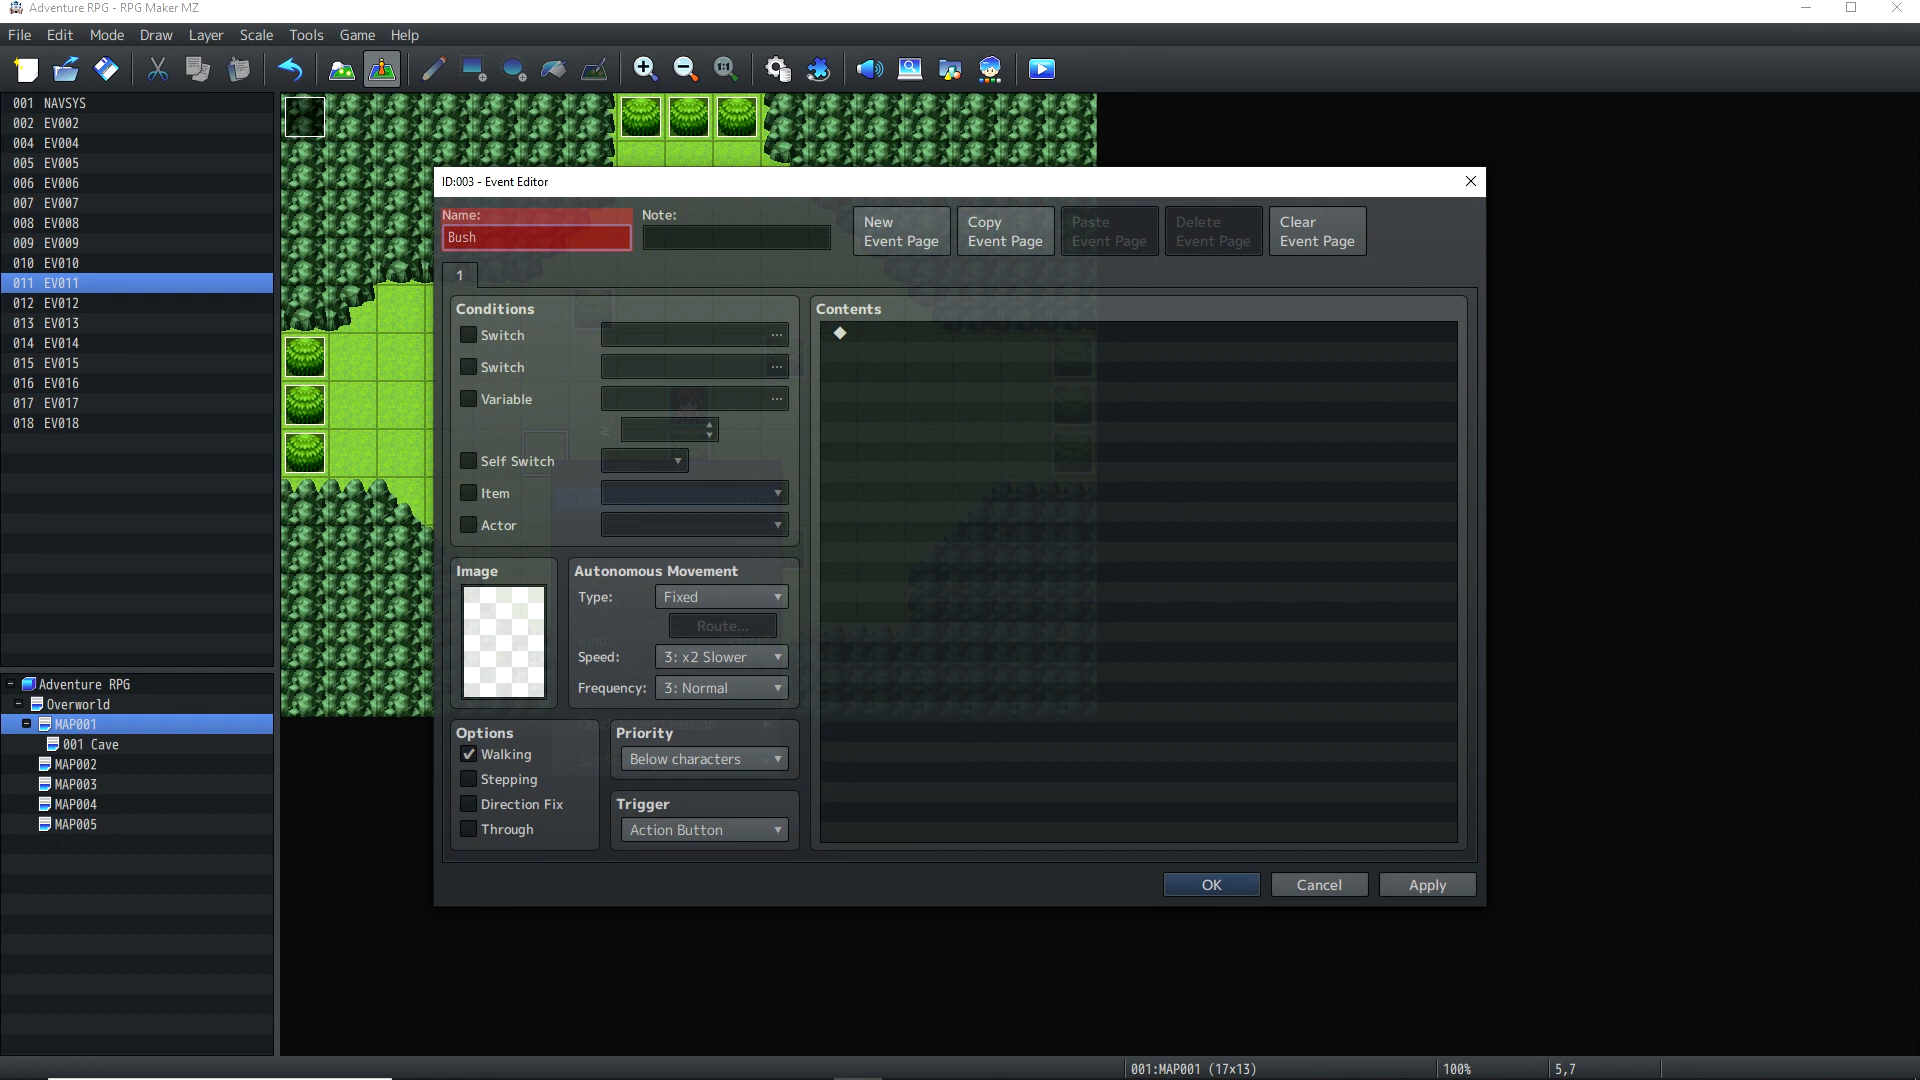 Adventure RPG - RPG Maker MZ
File Edit Mode Draw Layer Scale Tools Game Help
1:1
001 NAVSYS
002 EV002
004 EV004
005 EV005
006 EV006
007 EV007
008 EV008
009 EV009
010 EV010
011 EV011
012 EV012
013 EV013
014 EV014
015 EV015
016 EV016
017 EV017
018 EV018
Adventure RPG
Overworld
MAP001
001 Cave
MAP002
MAP003
MAP004
MAP005
ID:003 - Event Editor
Name:
Bush
Note:
New Event Page
Copy Event Page
Paste Event Page
Delete Event Page
Clear Event Page
1
Conditions
Switch ...
Switch ...
Variable ...
≥
Self Switch
Item
Actor
Image
Autonomous Movement
Type: Fixed
Route...
Speed: 3: x2 Slower
Frequency: 3: Normal
Options
Walking
Stepping
Direction Fix
Through
Priority
Below characters
Trigger
Action Button
Contents
OK Cancel Apply
001:MAP001 (17×13) 100% 5,7